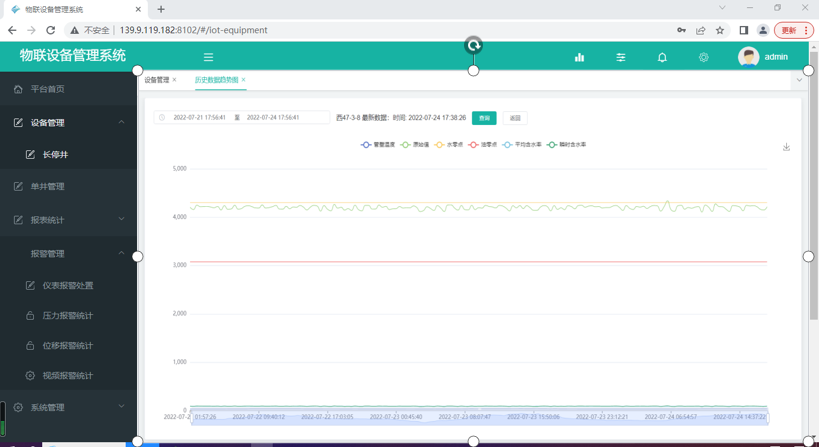 物联设备管理系统
不安全 | 139.9.119.182:8102/#/iot-equipment
更新
物联设备管理系统
admin
平台首页
设备管理
长停井
单井管理
报表统计
报警管理
仪表报警处置
压力报警统计
位移报警统计
视频报警统计
系统管理
设备管理
历史数据趋势图
2022-07-21 17:56:41 至 2022-07-24 17:56:41
西47-3-8 最新数据: 时间: 2022-07-24 17:38:26
查询
返回
管壁温度 原始值 水零点 油零点 平均含水率 瞬时含水率
5,000
4,000
3,000
2,000
1,000
0
2022-07-2 01:57:26 2022-07-22 09:40:12 2022-07-22 17:03:05 2022-07-23 00:45:40 2022-07-23 08:07:47 2022-07-23 15:50:06 2022-07-23 23:12:21 2022-07-24 06:54:57 2022-07-24 14:37:22